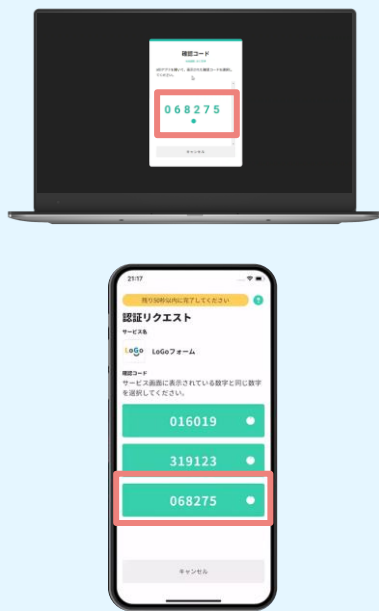 確認コード
068275
キャンセル
21:17
残り50秒以内に完了してください
?
認証リクエスト
サービス名
LoGo
LoGoフォーム
確認コード
サービス画面に表示されている数字と同じ数字
を選択してください。
016019
319123
068275
キャンセル